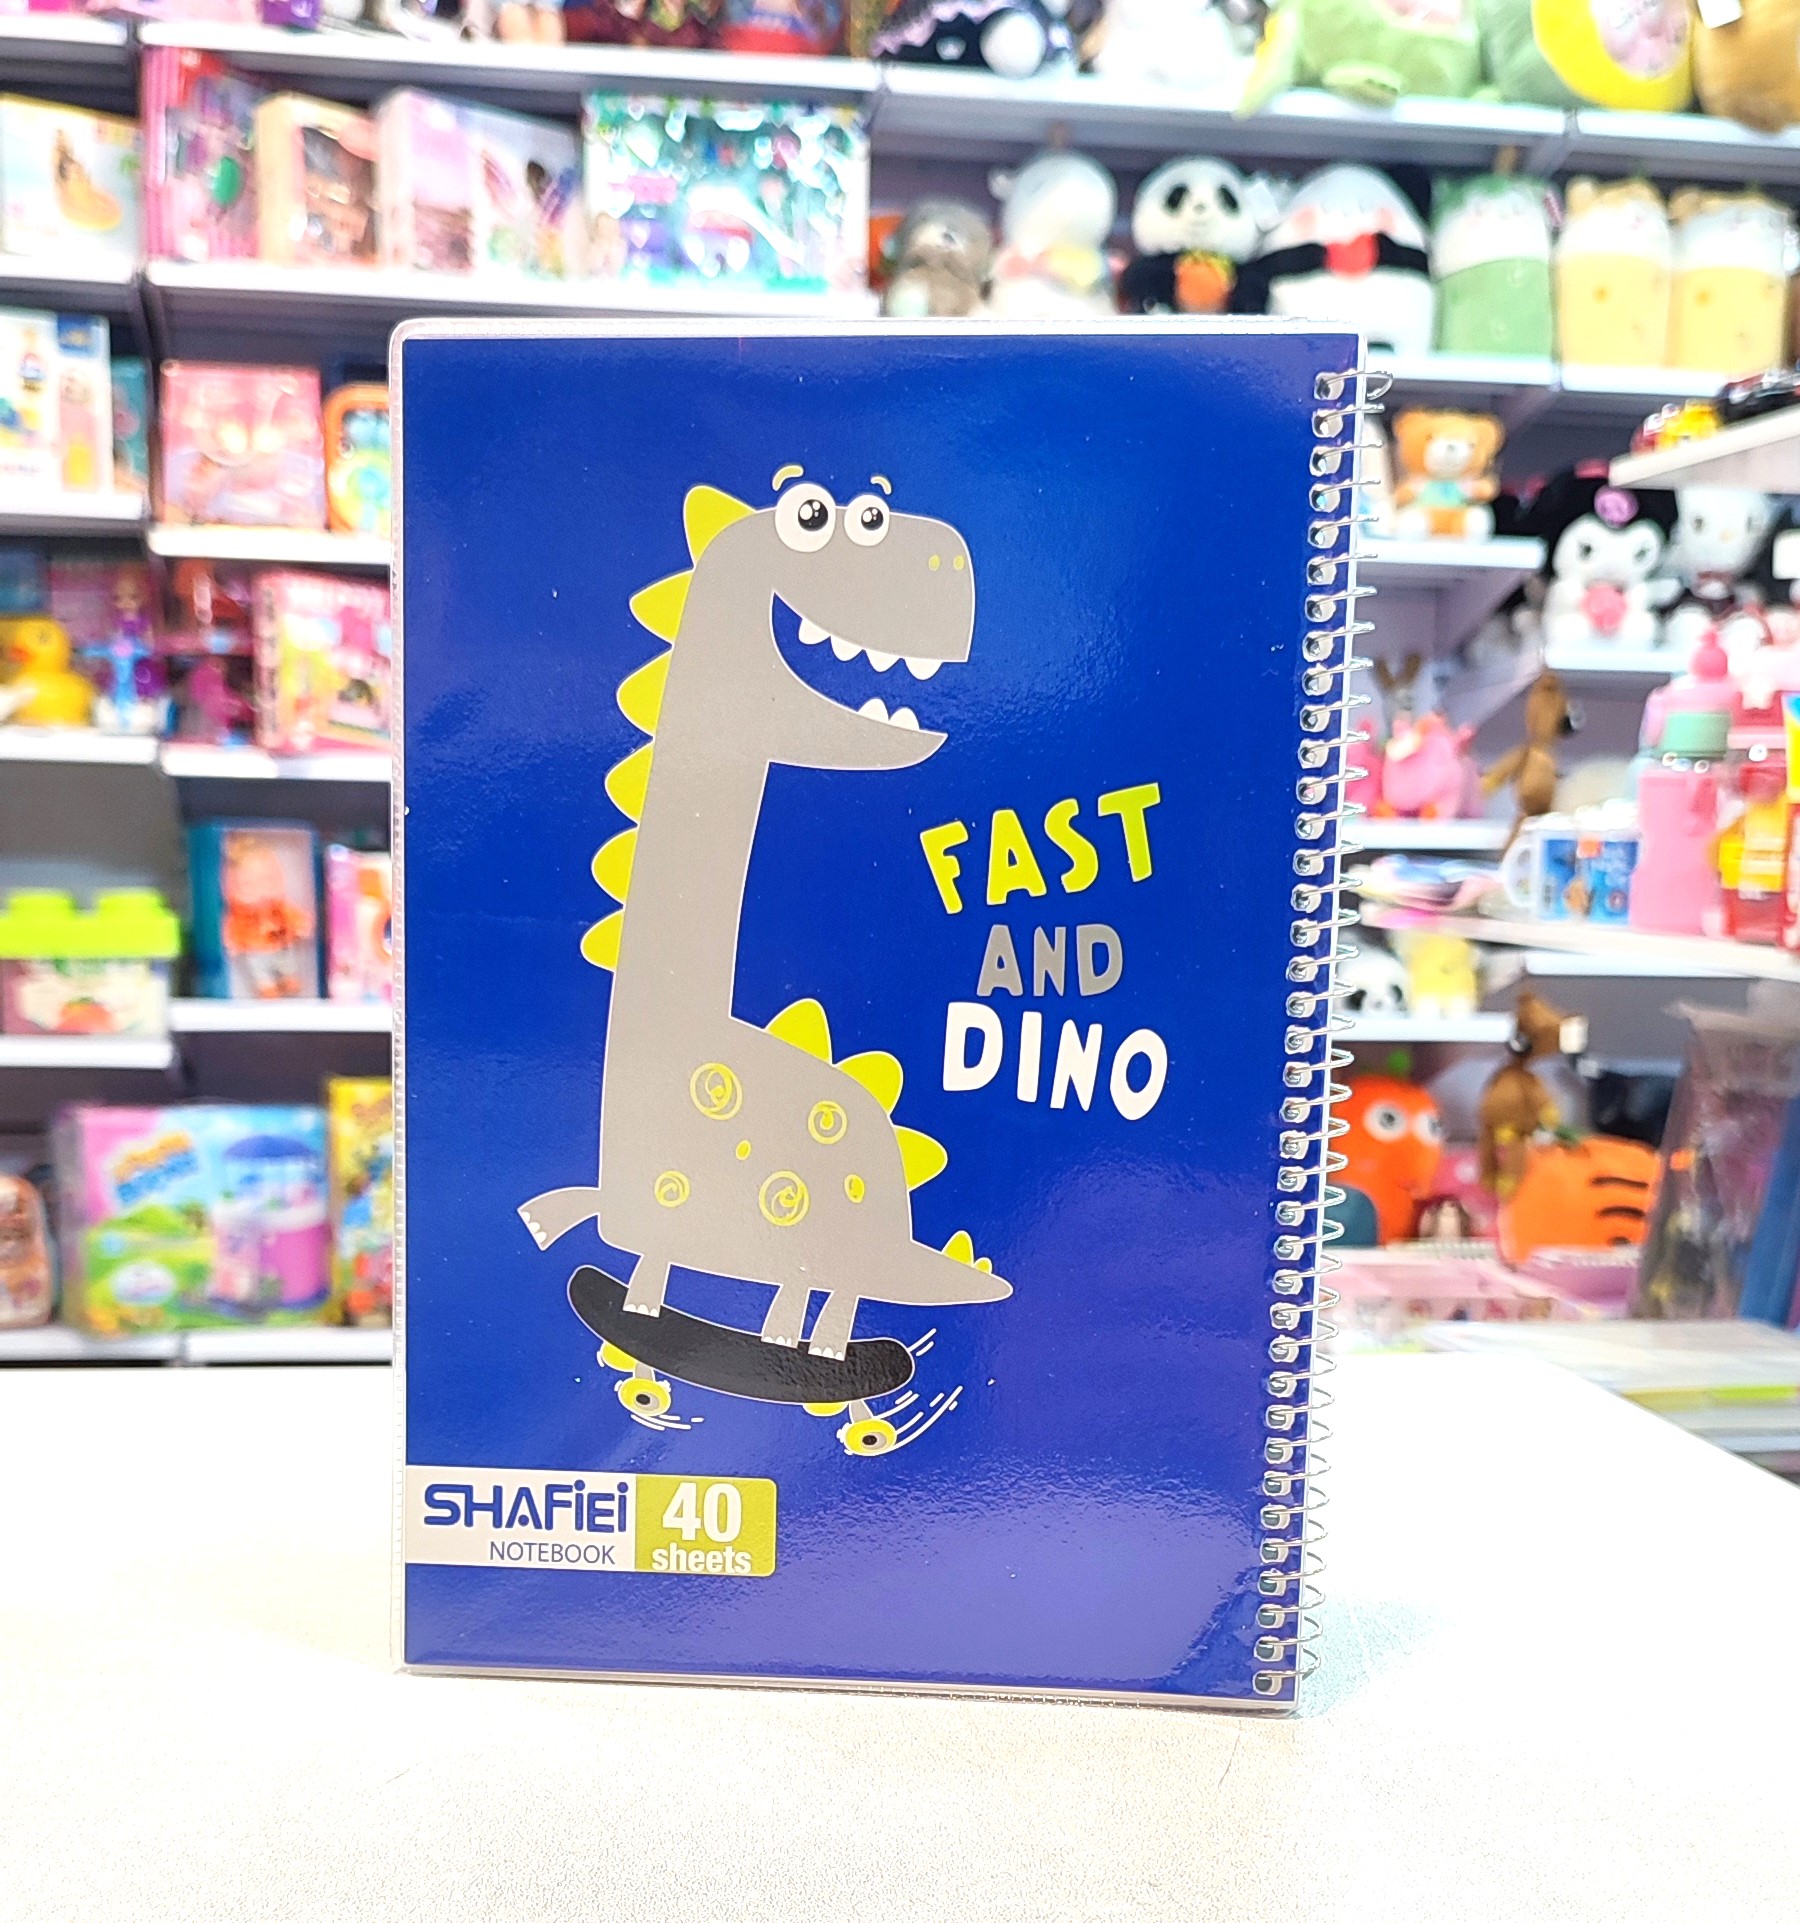 FAST
AND
DINO
SHAFiEi
NOTEBOOK
40
sheets